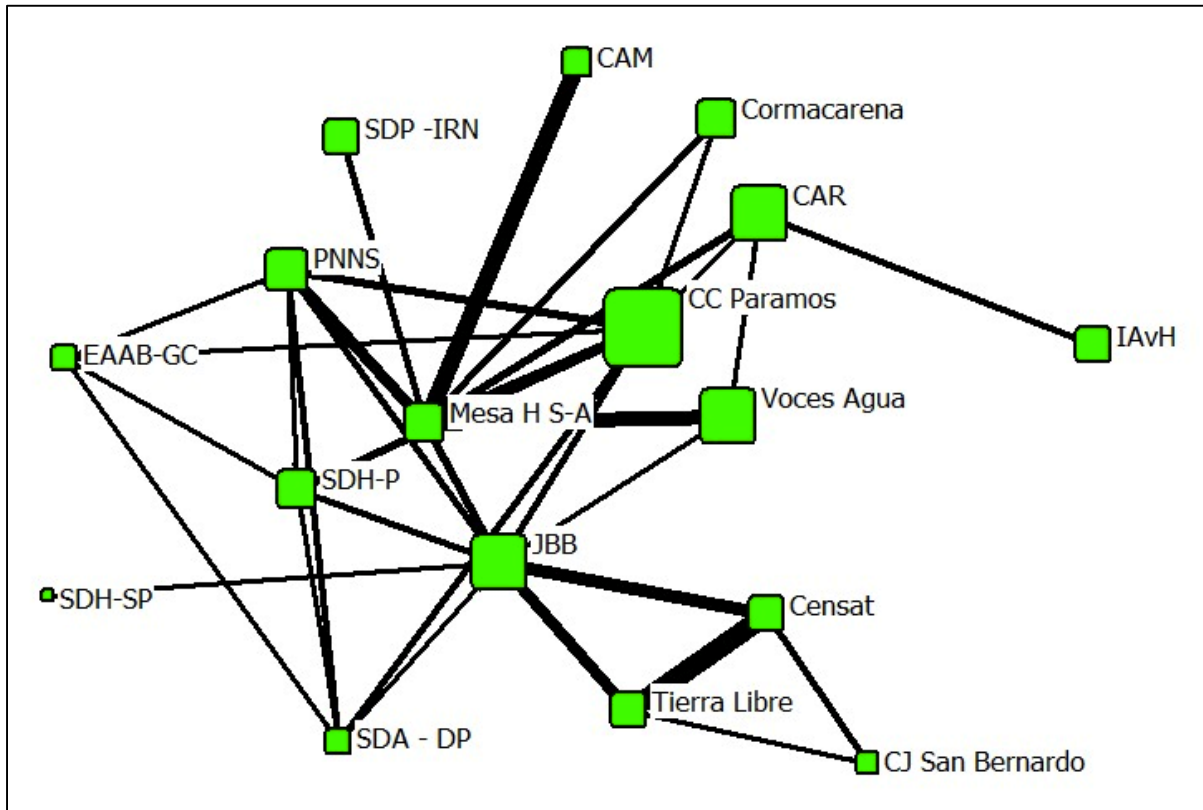 CAM
Cormacarena
SDP -IRN
CAR
PNNS
CC Paramos
IAvH
EAAB-GC
Voces Agua
Mesa H S-A
SDH-P
JBB
SDH-SP
Censat
Tierra Libre
SDA - DP
CJ San Bernardo